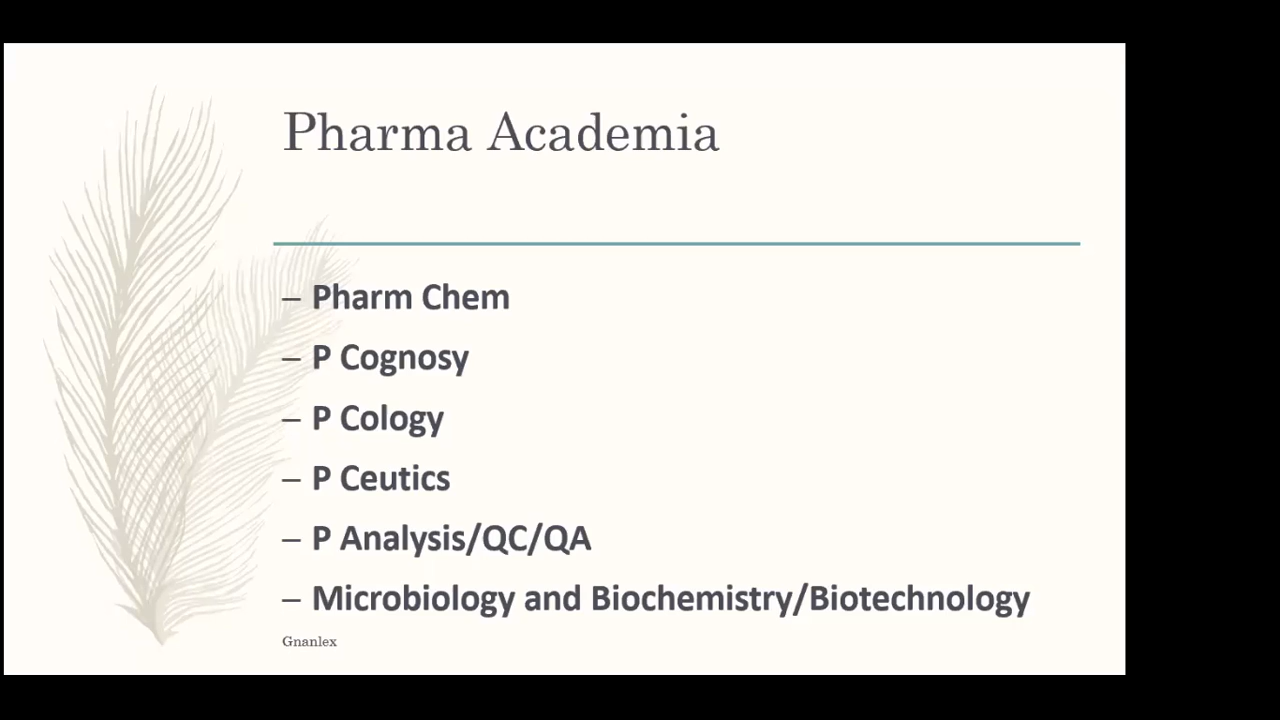 Pharma Academia
– Pharm Chem
– P Cognosy
– P Cology
– P Ceutics
– P Analysis/QC/QA
– Microbiology and Biochemistry/Biotechnology
Gnanlex